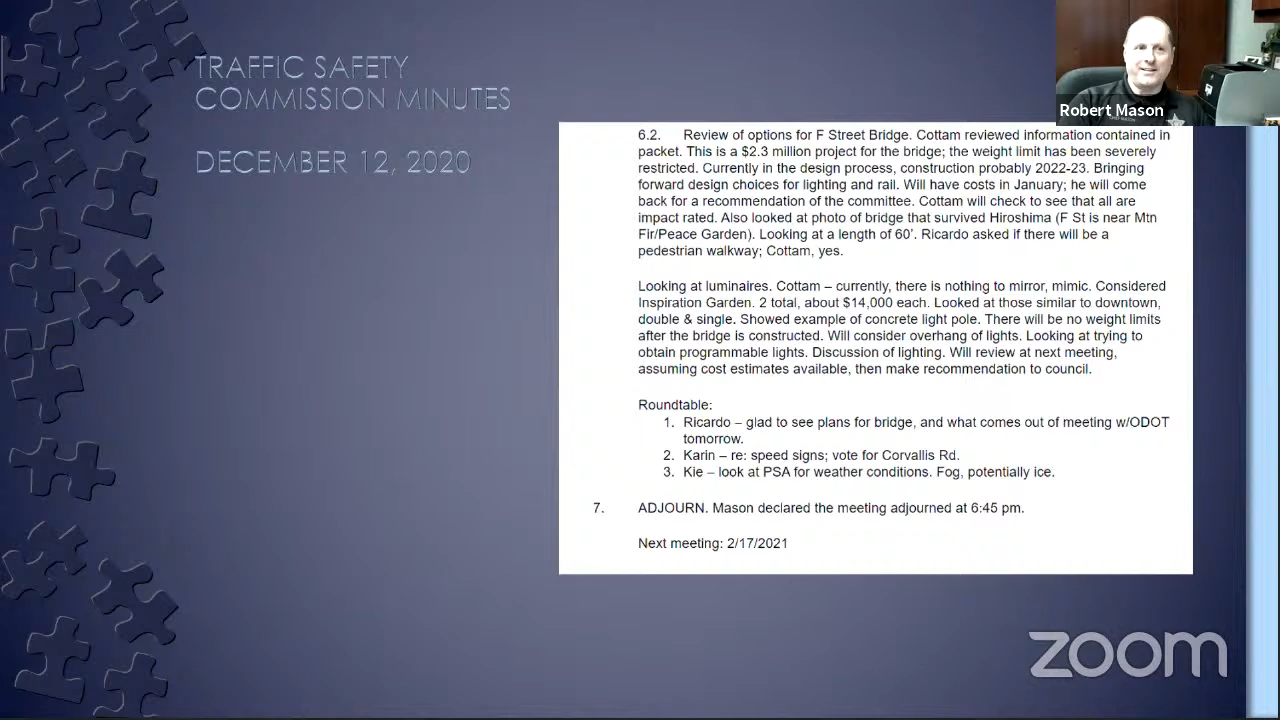 TRAFFIC SAFETY
COMMISSION MINUTES
DECEMBER 12, 2020
Robert Mason
6.2. Review of options for F Street Bridge. Cottam reviewed information contained in
packet. This is a $2.3 million project for the bridge; the weight limit has been severely
restricted. Currently in the design process, construction probably 2022-23. Bringing
forward design choices for lighting and rail. Will have costs in January; he will come
back for a recommendation of the committee. Cottam will check to see that all are
impact rated. Also looked at photo of bridge that survived Hiroshima (F St is near Mtn
Fir/Peace Garden). Looking at a length of 60'. Ricardo asked if there will be a
pedestrian walkway; Cottam, yes.
Looking at luminaires. Cottam – currently, there is nothing to mirror, mimic. Considered
Inspiration Garden. 2 total, about $14,000 each. Looked at those similar to downtown,
double & single. Showed example of concrete light pole. There will be no weight limits
after the bridge is constructed. Will consider overhang of lights. Looking at trying to
obtain programmable lights. Discussion of lighting. Will review at next meeting,
assuming cost estimates available, then make recommendation to council.
Roundtable:
1. Ricardo – glad to see plans for bridge, and what comes out of meeting w/ODOT
tomorrow.
2. Karin – re: speed signs; vote for Corvallis Rd.
3. Kie – look at PSA for weather conditions. Fog, potentially ice.
7. ADJOURN. Mason declared the meeting adjourned at 6:45 pm.
Next meeting: 2/17/2021
zoom